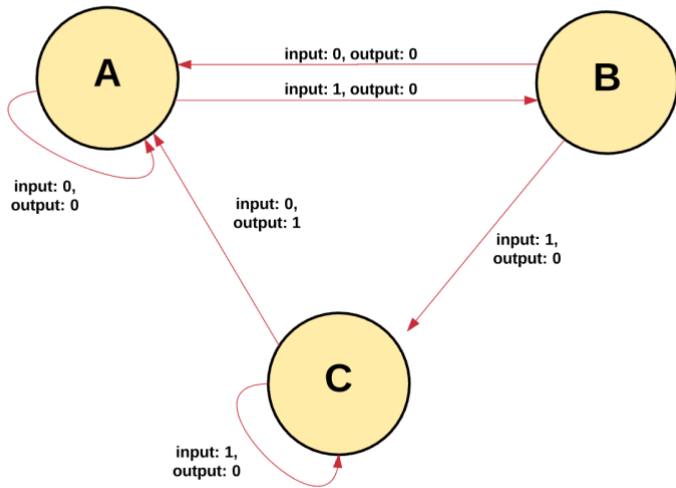 A
input: 0, output: 0
B
input: 1, output: 0
input: 0,
output: 0
input: 0,
output: 1
input: 1,
output: 0
C
input: 1,
output: 0